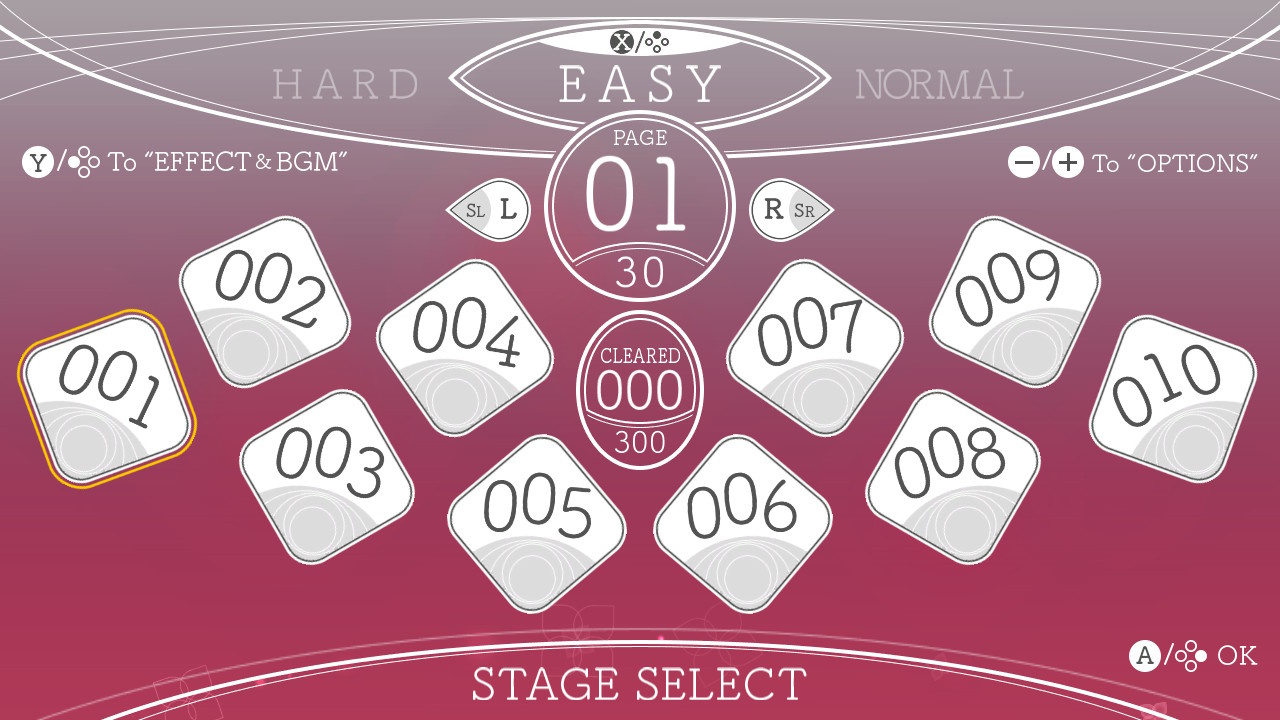 X/
HARD
EASY
NORMAL
PAGE
01
30
Y/ To “EFFECT & BGM”
−/+ To “OPTIONS”
SL L
R SR
001
002
003
004
005
006
007
008
009
010
CLEARED
000
300
A/ OK
STAGE SELECT